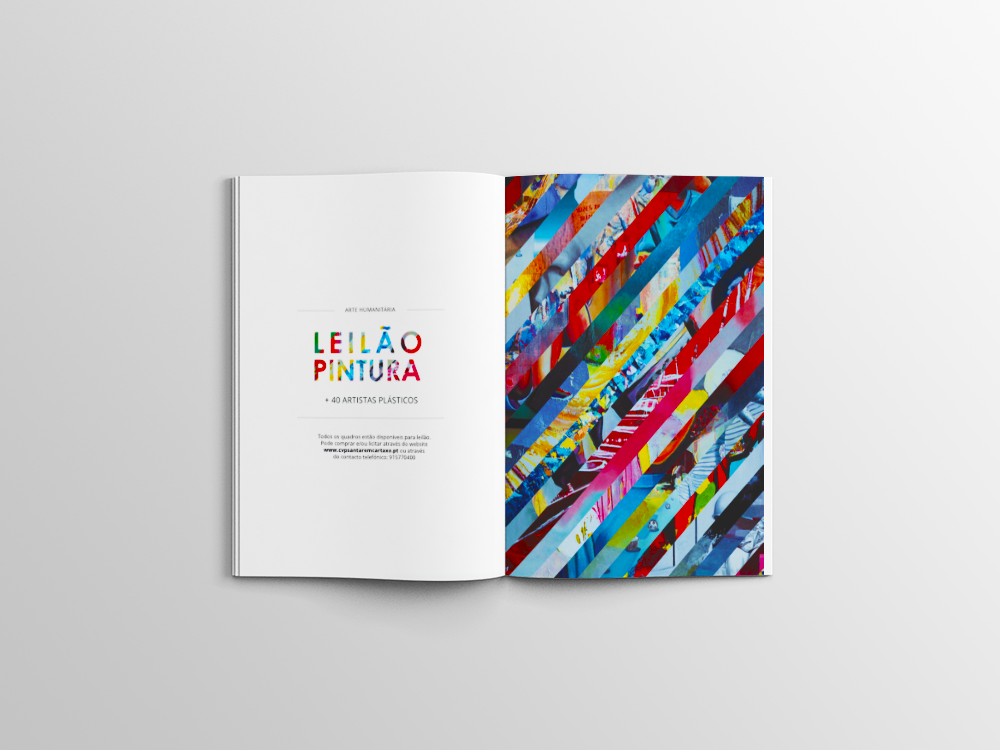 ARTE HUMANITÁRIA
LEILÃO
PINTURA
+ 40 ARTISTAS PLÁSTICOS
Todos os quadros estão disponíveis para leilão.
Pode comprar e/ou licitar através do website
www.cvpsantaremcartaxo.pt ou através
do contacto telefónico: 915770400